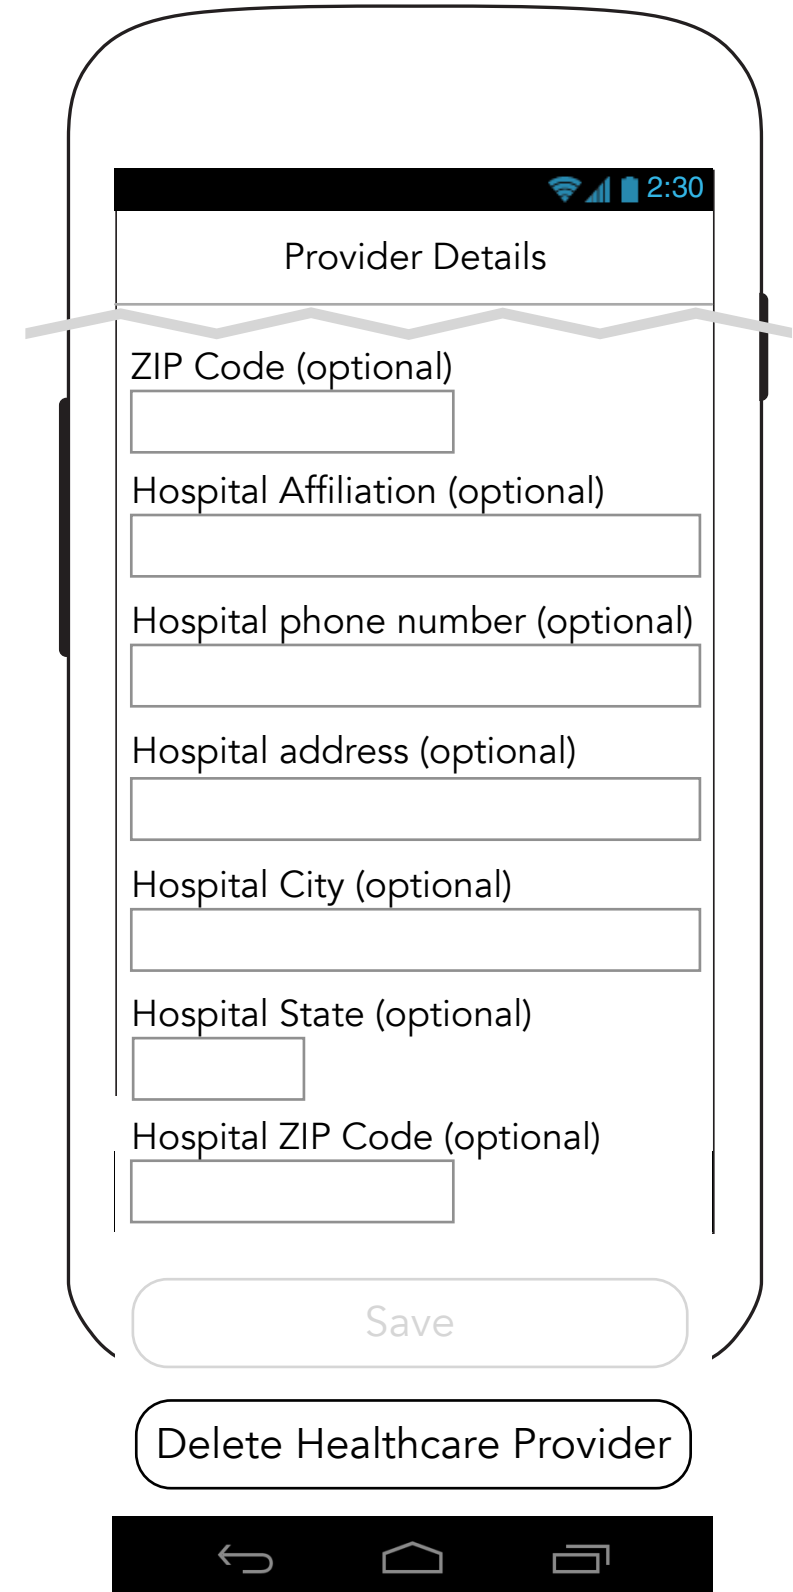 2:30
Provider Details
ZIP Code (optional)
Hospital Affiliation (optional)
Hospital phone number (optional)
Hospital address (optional)
Hospital City (optional)
Hospital State (optional)
Hospital ZIP Code (optional)
Save
Delete Healthcare Provider